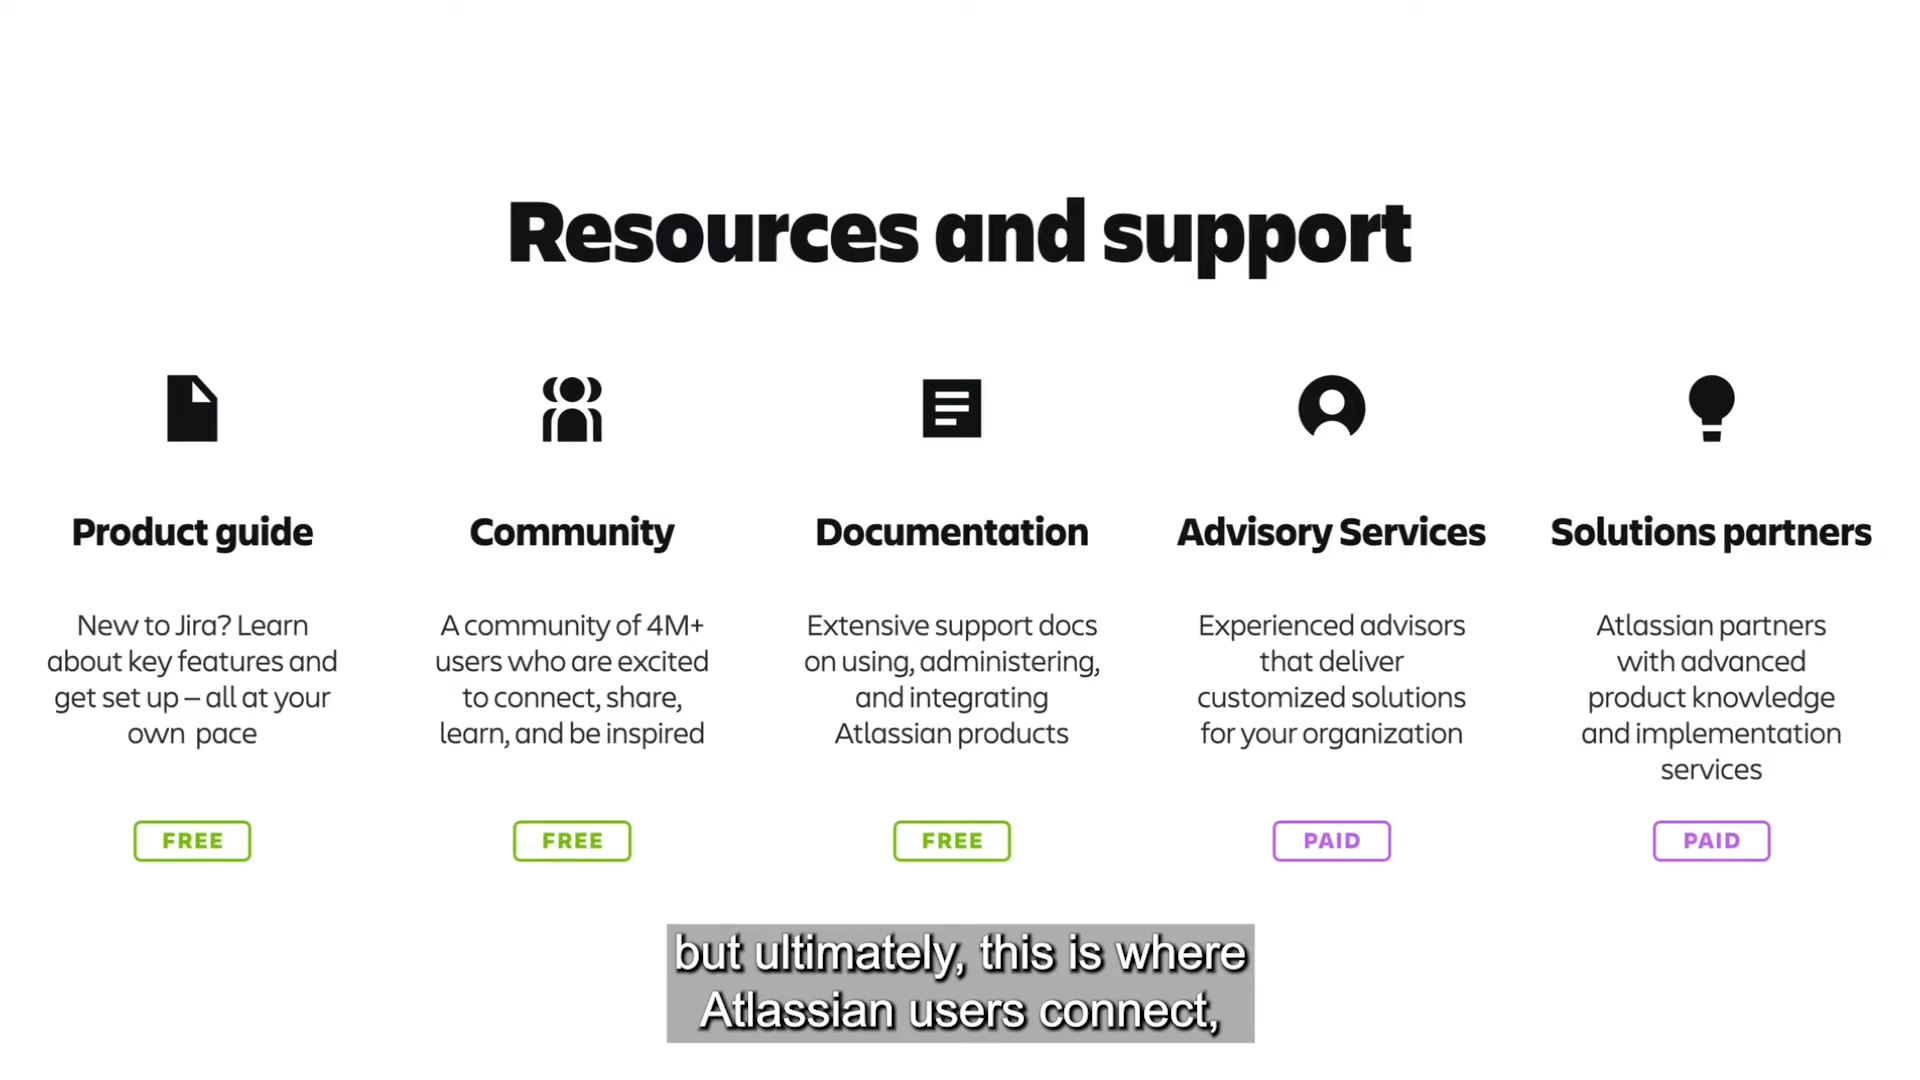 Resources and support
Product guide
New to Jira? Learn
about key features and
get set up – all at your
own pace
FREE
Community
A community of 4M+
users who are excited
to connect, share,
learn, and be inspired
FREE
Documentation
Extensive support docs
on using, administering,
and integrating
Atlassian products
FREE
Advisory Services
Experienced advisors
that deliver
customized solutions
for your organization
PAID
Solutions partners
Atlassian partners
with advanced
product knowledge
and implementation
services
PAID
but ultimately, this is where
Atlassian users connect,